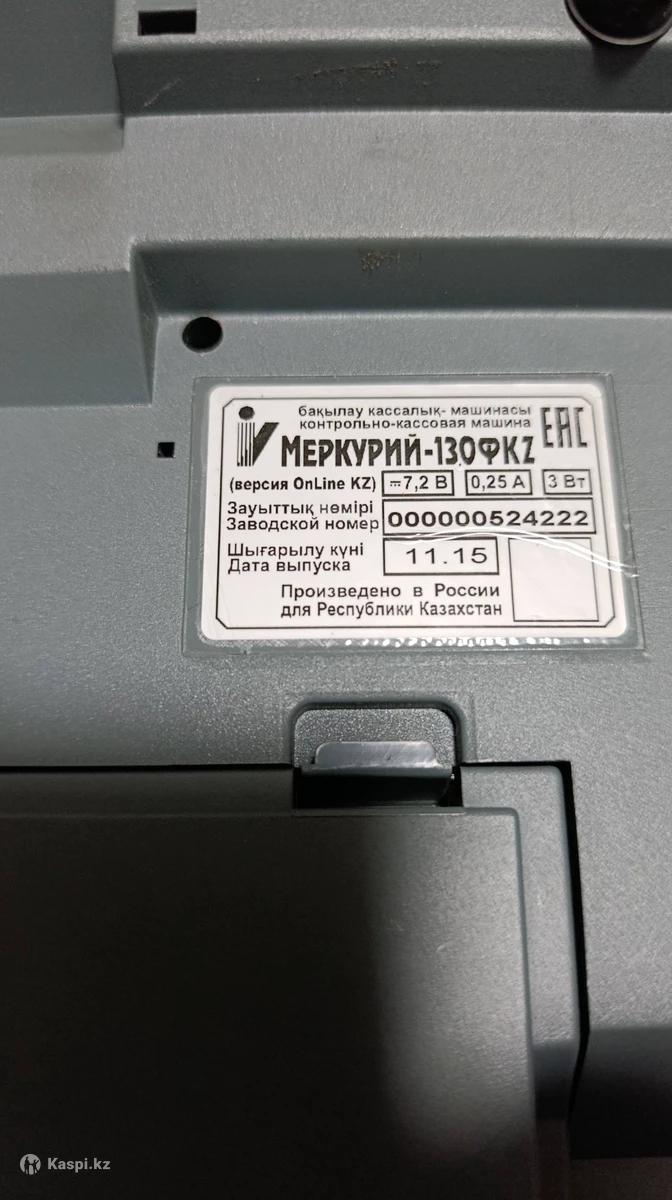 бақылау кассалық- машинасы
контрольно-кассовая машина
EAC
МЕРКУРИЙ-130ФKZ
(версия OnLine KZ) ⎓7,2 В 0,25 А 3 Вт
Зауыттық нөмірі
Заводской номер 000000524222
Шығарылу күні
Дата выпуска 11.15
Произведено в России
для Республики Казахстан
Kaspi.kz